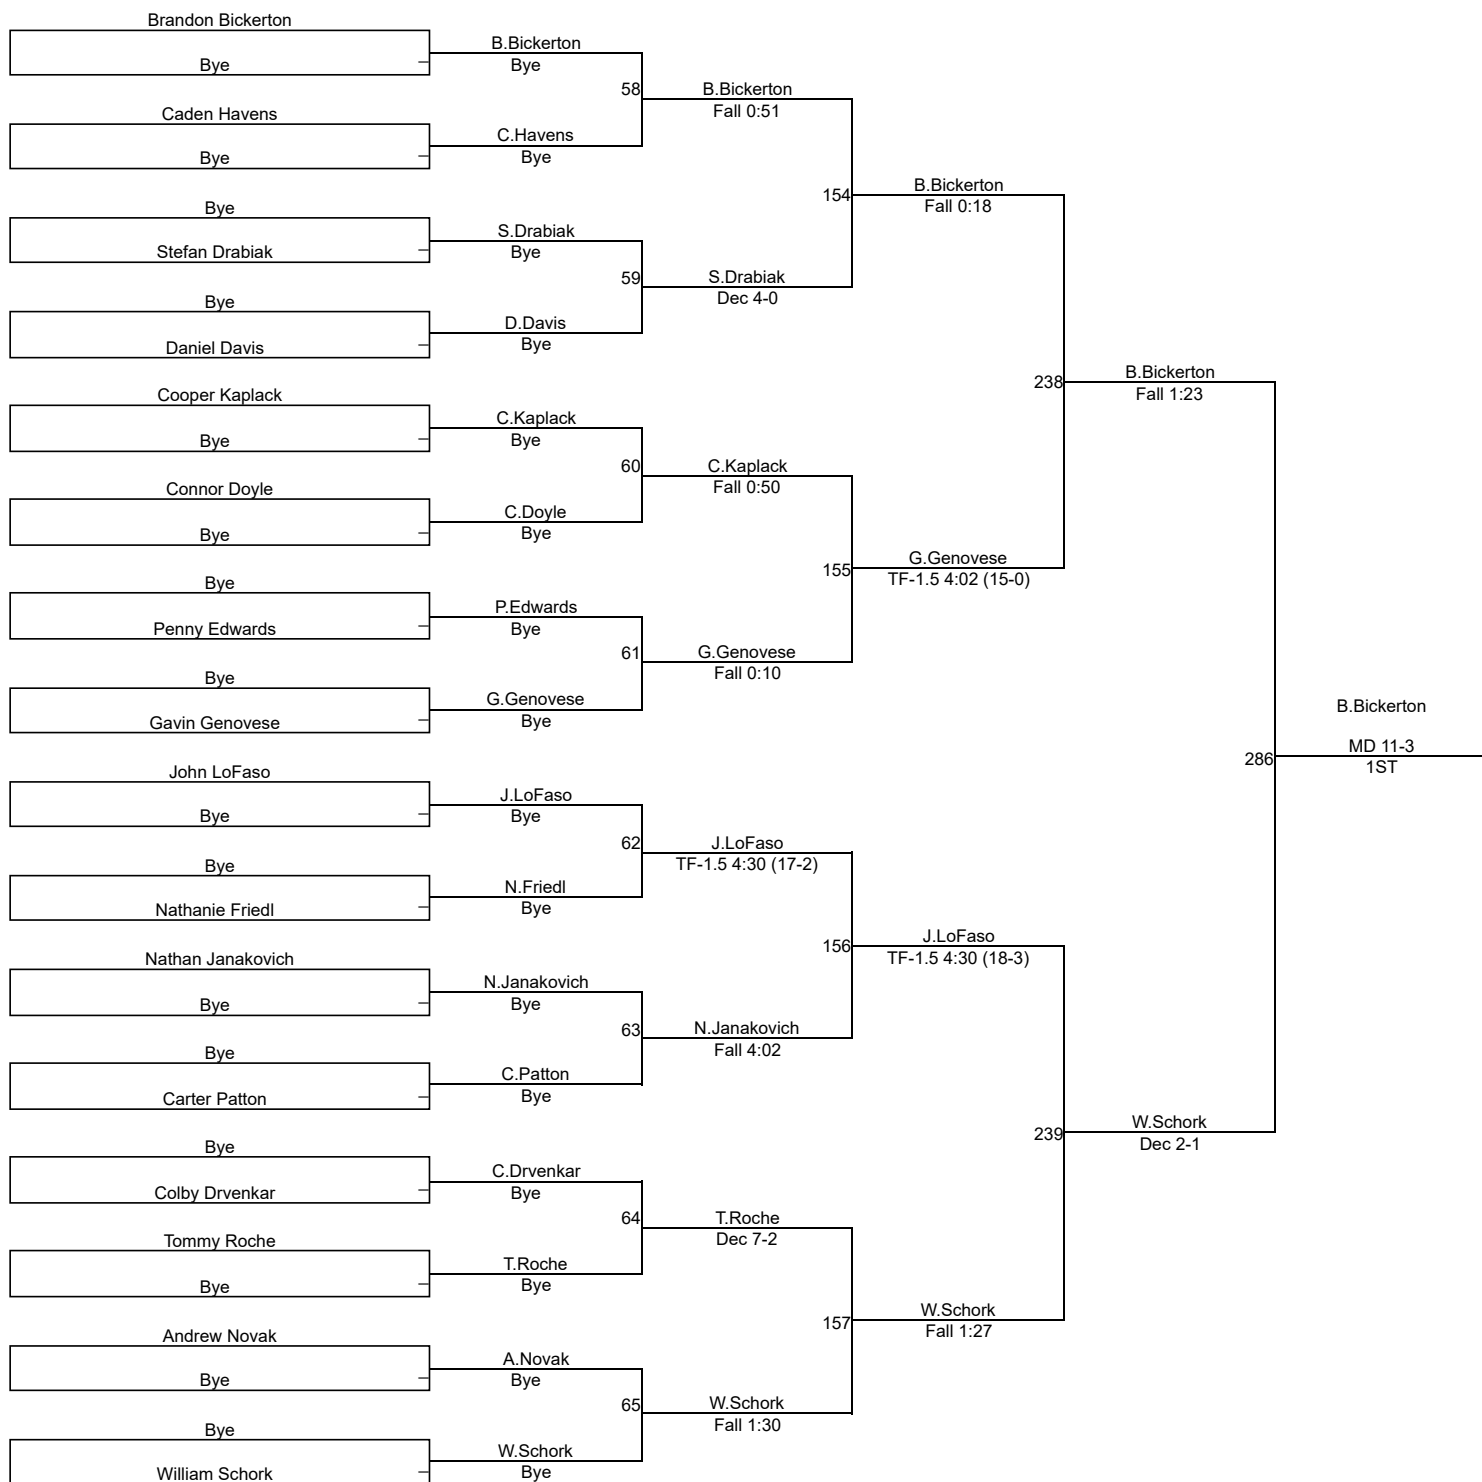 Brandon Bickerton
Bye
B.Bickerton
Bye
58
B.Bickerton
Fall 0:51
Caden Havens
Bye
C.Havens
Bye
154
B.Bickerton
Fall 0:18
Bye
Stefan Drabiak
S.Drabiak
Bye
59
S.Drabiak
Dec 4-0
Bye
Daniel Davis
D.Davis
Bye
238
B.Bickerton
Fall 1:23
Cooper Kaplack
Bye
C.Kaplack
Bye
60
C.Kaplack
Fall 0:50
Connor Doyle
Bye
C.Doyle
Bye
155
G.Genovese
TF-1.5 4:02 (15-0)
Bye
Penny Edwards
P.Edwards
Bye
61
G.Genovese
Fall 0:10
Bye
Gavin Genovese
G.Genovese
Bye
286
B.Bickerton
MD 11-3
1ST
John LoFaso
Bye
J.LoFaso
Bye
62
J.LoFaso
TF-1.5 4:30 (17-2)
Bye
Nathanie Friedl
N.Friedl
Bye
156
J.LoFaso
TF-1.5 4:30 (18-3)
Nathan Janakovich
Bye
N.Janakovich
Bye
63
N.Janakovich
Fall 4:02
Bye
Carter Patton
C.Patton
Bye
239
W.Schork
Dec 2-1
Bye
Colby Drvenkar
C.Drvenkar
Bye
64
T.Roche
Dec 7-2
Tommy Roche
Bye
T.Roche
Bye
157
W.Schork
Fall 1:27
Andrew Novak
Bye
A.Novak
Bye
65
W.Schork
Fall 1:30
Bye
William Schork
W.Schork
Bye